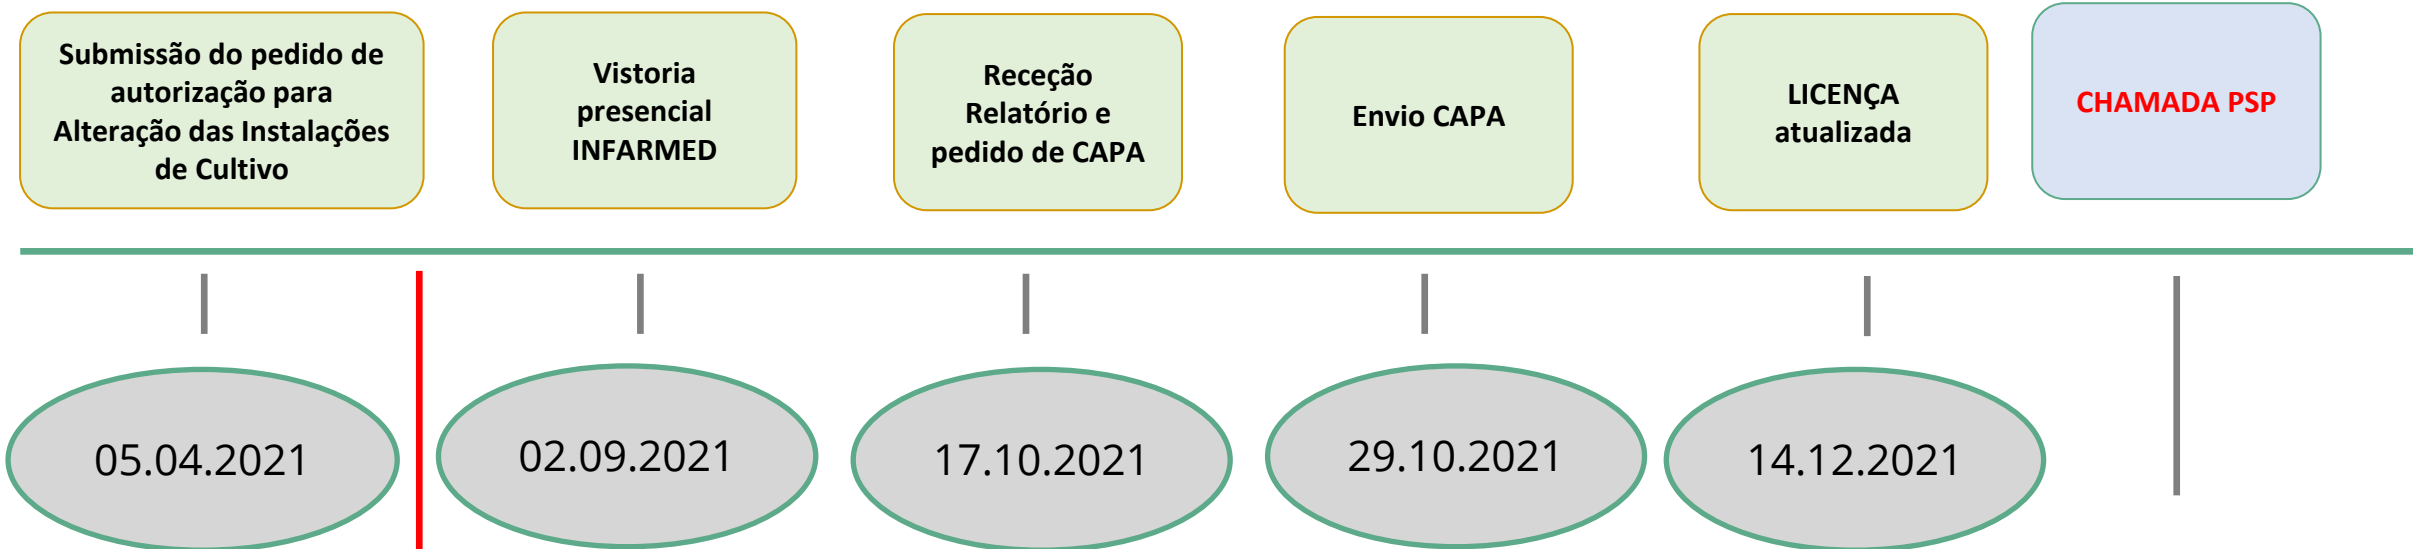 Submissão do pedido de
autorização para
Alteração das Instalações
de Cultivo
Vistoria
presencial
INFARMED
Receção
Relatório e
pedido de CAPA
Envio CAPA
LICENÇA
atualizada
CHAMADA PSP
05.04.2021
02.09.2021
17.10.2021
29.10.2021
14.12.2021